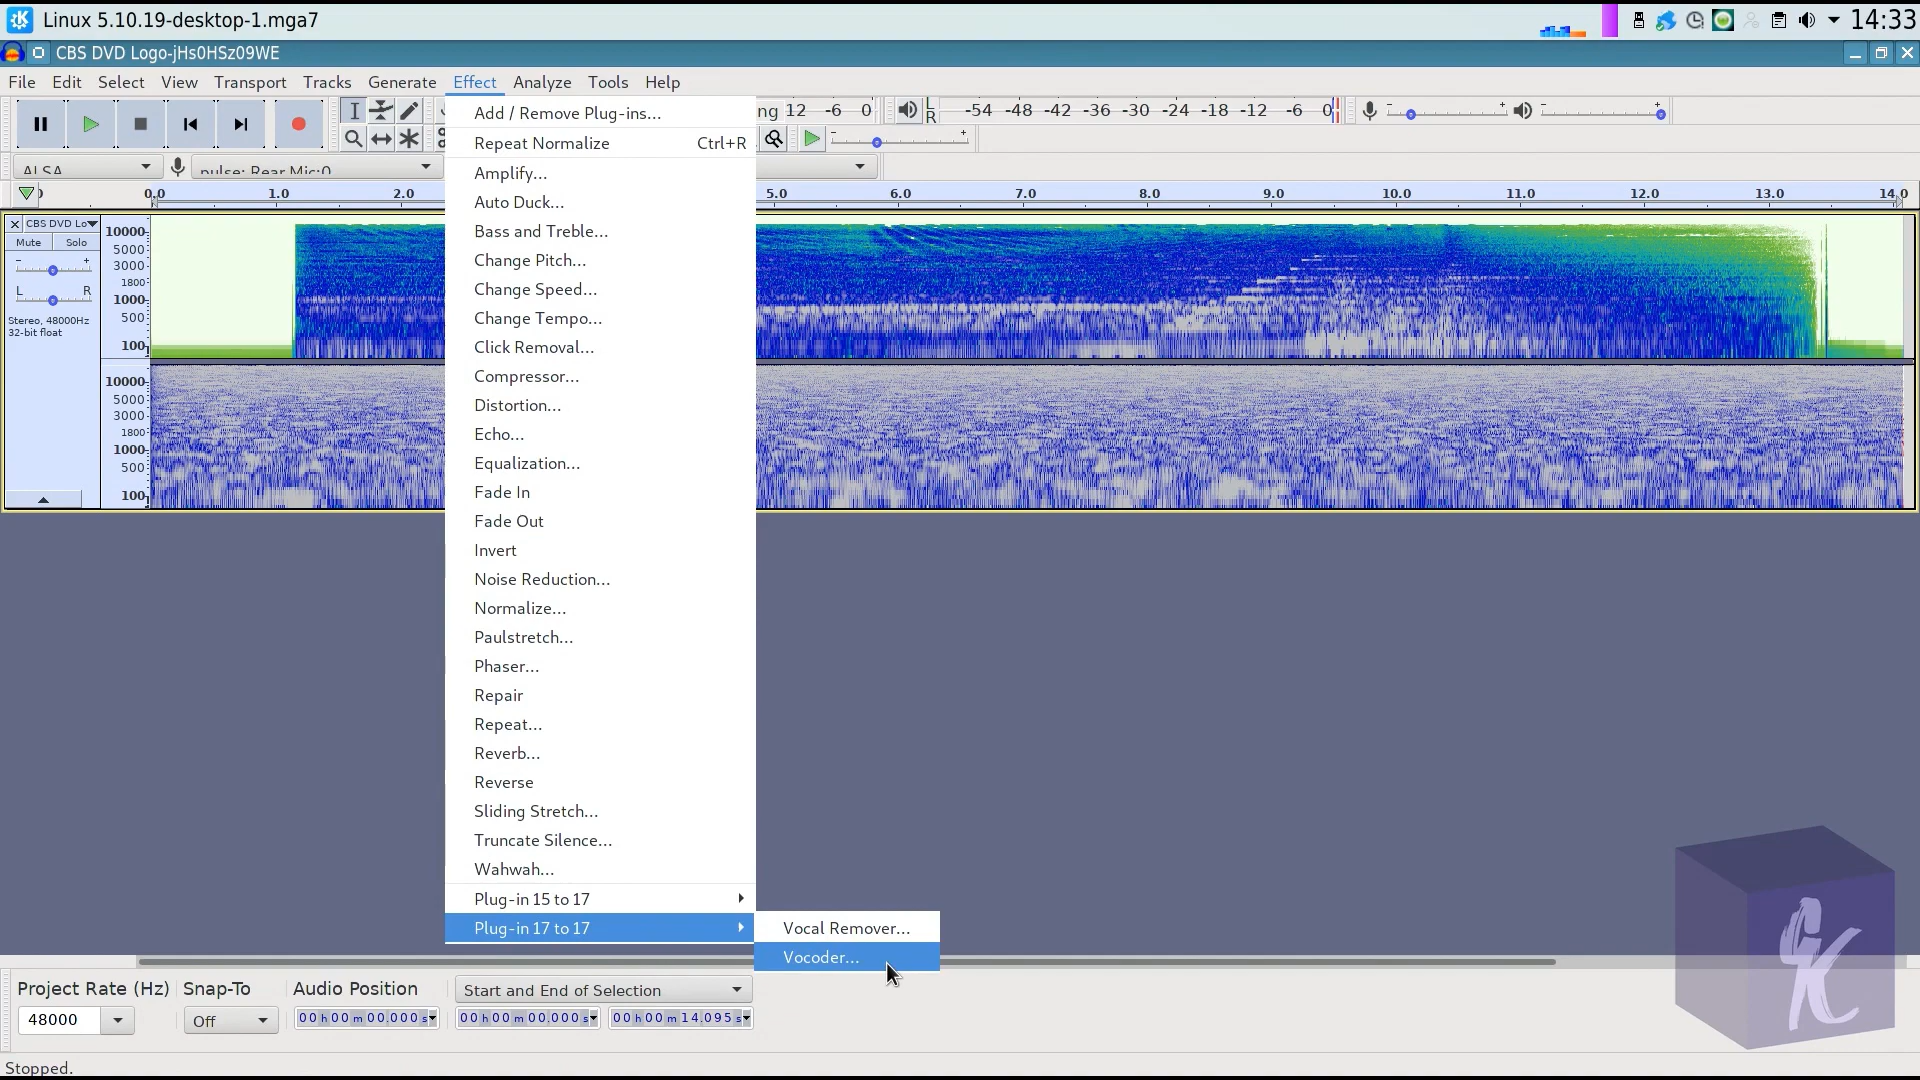 Linux 5.10.19-desktop-1.mga7
14:33
CBS DVD Logo-jHs0HSz09WE
File Edit Select View Transport Tracks Generate Effect Analyze Tools Help
Add / Remove Plug-ins...
Repeat Normalize Ctrl+R
Amplify...
Auto Duck...
Bass and Treble...
Change Pitch...
Change Speed...
Change Tempo...
Click Removal...
Compressor...
Distortion...
Echo...
Equalization...
Fade In
Fade Out
Invert
Noise Reduction...
Normalize...
Paulstretch...
Phaser...
Repair
Repeat...
Reverb...
Reverse
Sliding Stretch...
Truncate Silence...
Wahwah...
Plug-in 15 to 17
Plug-in 17 to 17
Vocal Remover...
Vocoder...
ng 12 -6 0
L
R
-54 -48 -42 -36 -30 -24 -18 -12 -6 0
ALSA
pulse: Rear Mic:0
0.0 1.0 2.0 5.0 6.0 7.0 8.0 9.0 10.0 11.0 12.0 13.0 14.0
CBS DVD Lo
Mute Solo
- +
L R
Stereo, 48000Hz
32-bit float
10000
5000
3000
1800
1000
500
100
10000
5000
3000
1800
1000
500
100
Project Rate (Hz) Snap-To Audio Position Start and End of Selection
48000 Off 00 h 00 m 00.000 s 00 h 00 m 00.000 s 00 h 00 m 14.095 s
Stopped.
GK